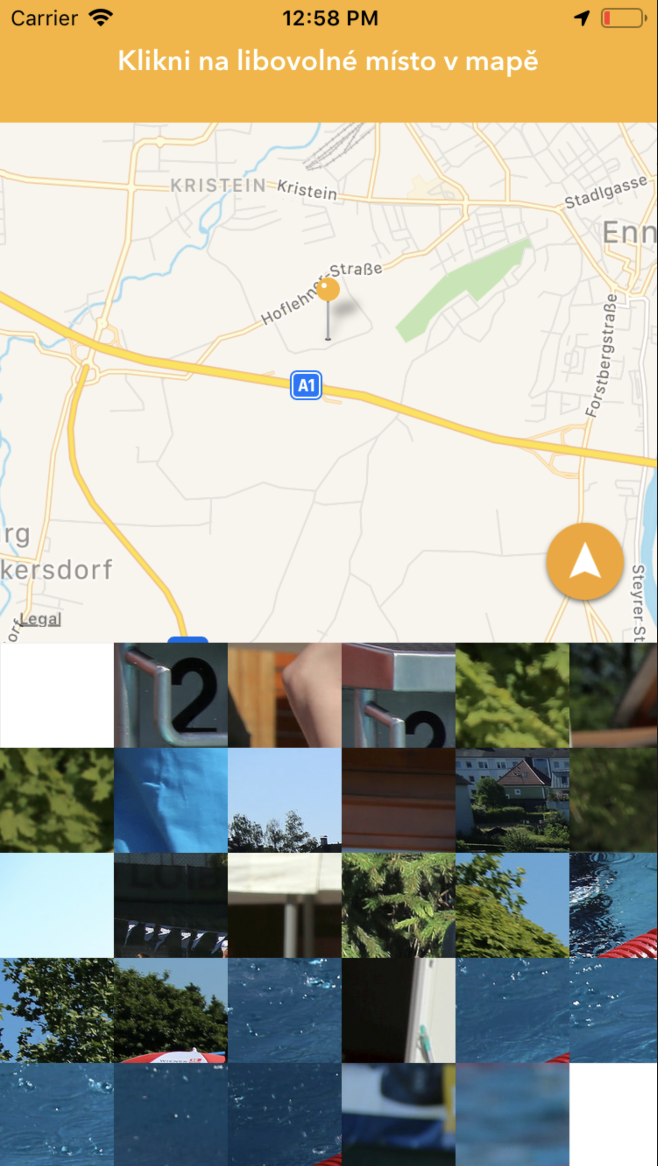 Carrier 12:58 PM
Klikni na libovolné místo v mapě
KRISTEIN Kristein
Stadlgasse
Enn
Hoflehner-Straße
Forstbergstraße
A1
rg
kersdorf
Steyrer St
orf
Legal
2
2